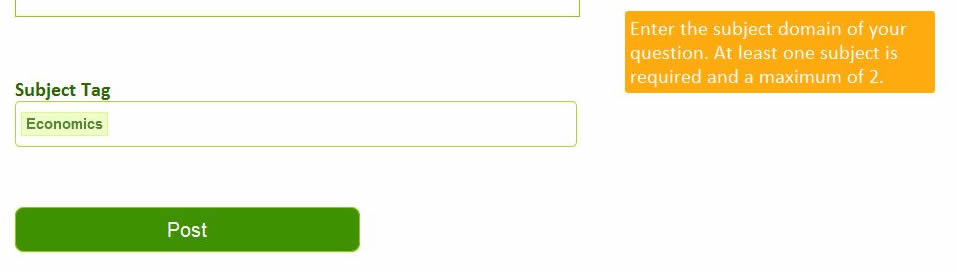 Enter the subject domain of your
question. At least one subject is
required and a maximum of 2.
Subject Tag
Economics
Post